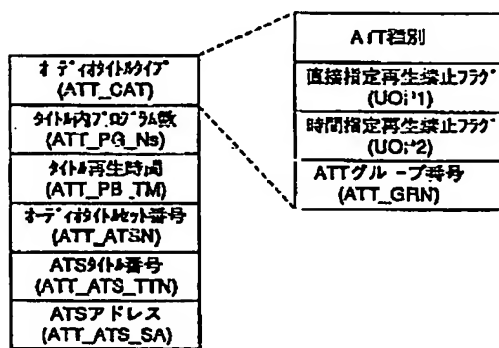 オーディオタイトルタイプ
(ATT_CAT)
タイトル内プログラム数
(ATT_PG_Ns)
タイトル再生時間
(ATT_PB_TM)
オーディオタイトルセット番号
(ATT_ATSN)
ATSタイトル番号
(ATT_ATS_TTN)
ATSアドレス
(ATT_ATS_SA)
ATT種別
直接指定再生禁止フラグ
(UOP1)
時間指定再生禁止フラグ
(UOP2)
ATTグループ番号
(ATT_GRN)